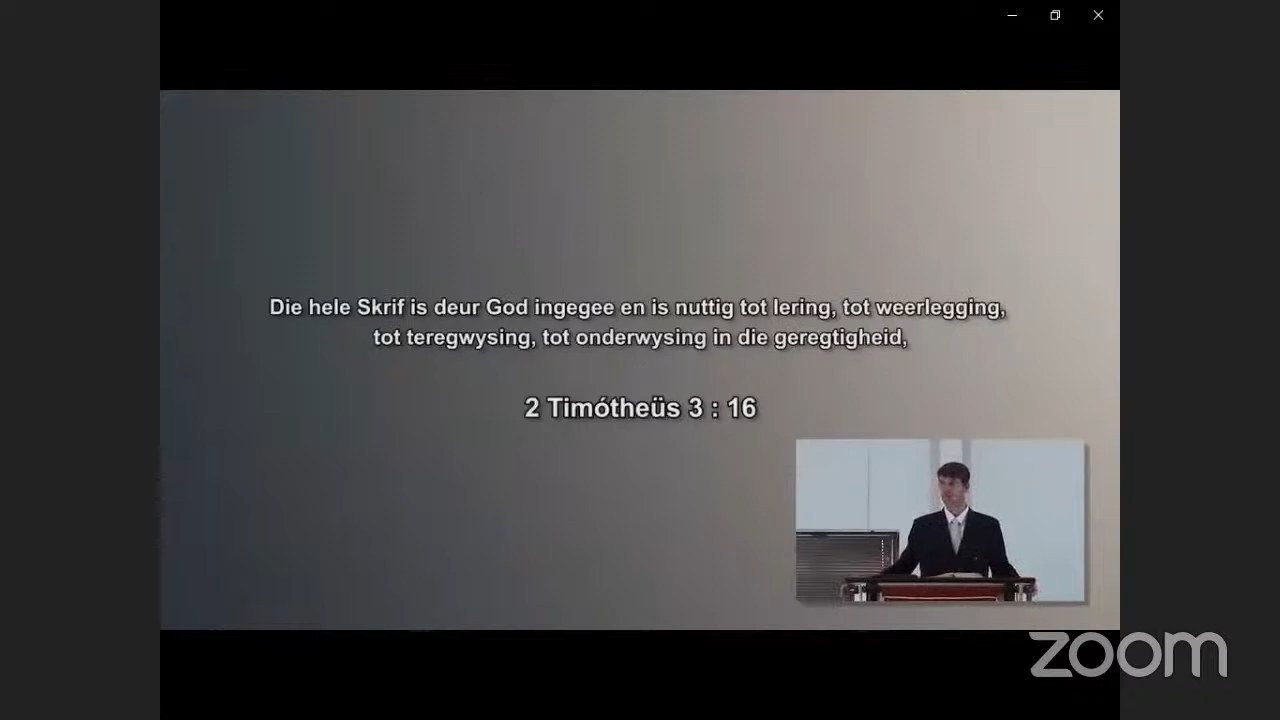 Die hele Skrif is deur God ingegee en is nuttig tot lering, tot weerlegging,
tot teregwysing, tot onderwysing in die geregtigheid,
2 Timótheüs 3 : 16
zoom